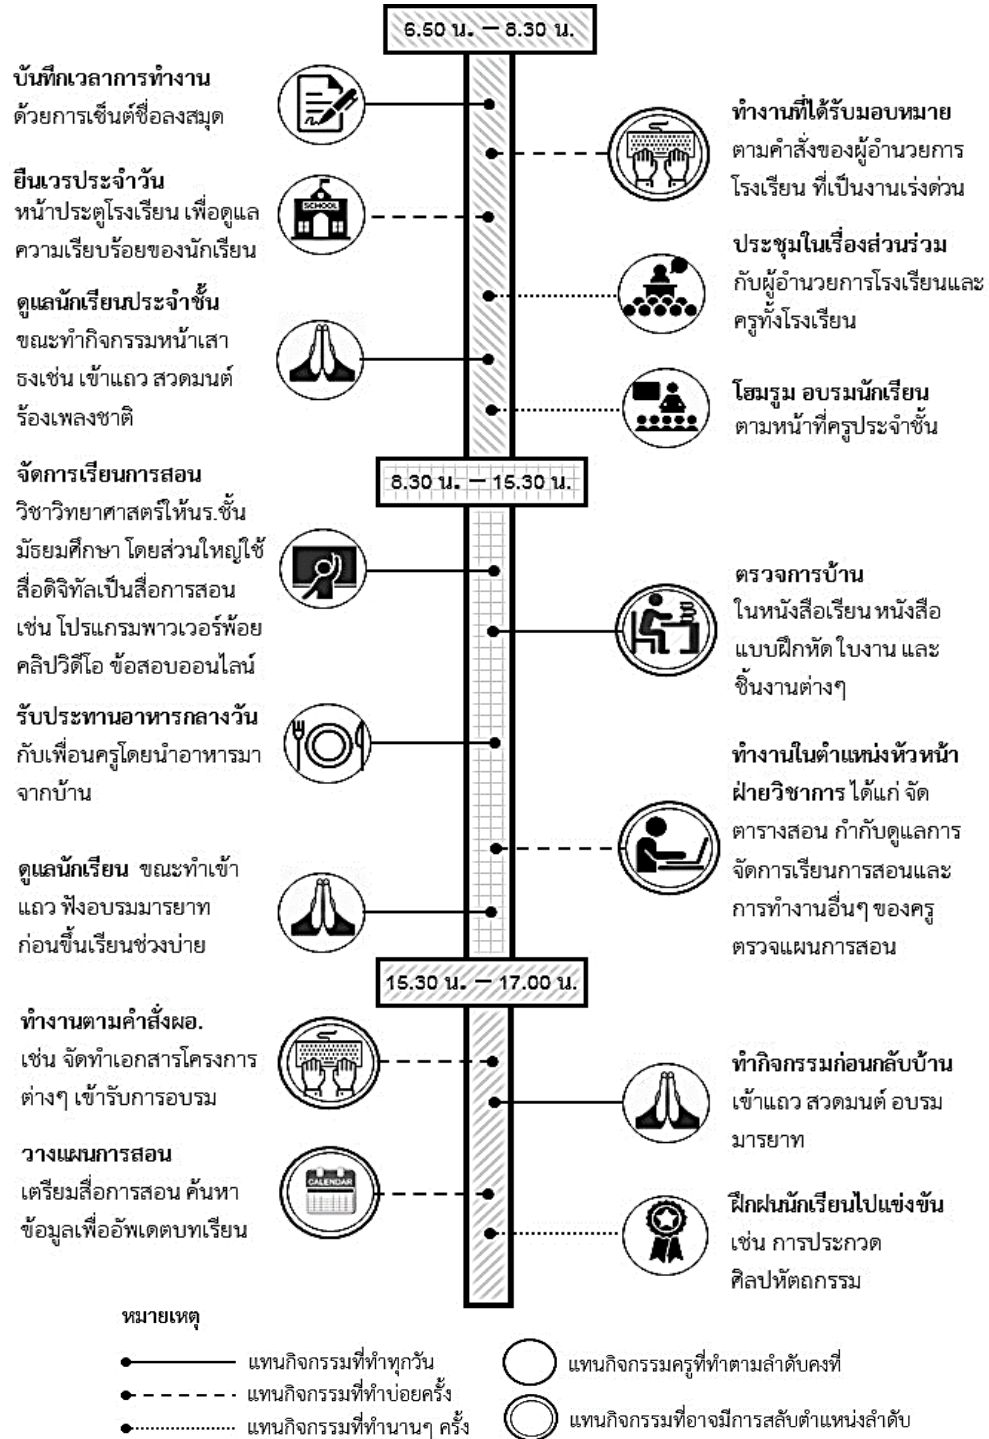 6.50 น. – 8.30 น.
บันทึกเวลาการทำงาน
ด้วยการเซ็นต์ชื่อลงสมุด
ทำงานที่ได้รับมอบหมาย
ตามคำสั่งของผู้อำนวยการ
โรงเรียน ที่เป็นงานเร่งด่วน
ยืนเวรประจำวัน
หน้าประตูโรงเรียน เพื่อดูแล
ความเรียบร้อยของนักเรียน
SCHOOL
ประชุมในเรื่องส่วนร่วม
กับผู้อำนวยการโรงเรียนและ
ครูทั้งโรงเรียน
ดูแลนักเรียนประจำชั้น
ขณะทำกิจกรรมหน้าเสา
ธงเช่น เข้าแถว สวดมนต์
ร้องเพลงชาติ
โฮมรูม อบรมนักเรียน
ตามหน้าที่ครูประจำชั้น
8.30 น. – 15.30 น.
จัดการเรียนการสอน
วิชาวิทยาศาสตร์ให้นร.ชั้น
มัธยมศึกษา โดยส่วนใหญ่ใช้
สื่อดิจิทัลเป็นสื่อการสอน
เช่น โปรแกรมพาวเวอร์พ้อย
คลิปวิดีโอ ข้อสอบออนไลน์
ตรวจการบ้าน
ในหนังสือเรียน หนังสือ
แบบฝึกหัด ใบงาน และ
ชิ้นงานต่างๆ
รับประทานอาหารกลางวัน
กับเพื่อนครูโดยนำอาหารมา
จากบ้าน
ทำงานในตำแหน่งหัวหน้า
ฝ่ายวิชาการ ได้แก่ จัด
ตารางสอน กำกับดูแลการ
จัดการเรียนการสอนและ
การทำงานอื่นๆ ของครู
ตรวจแผนการสอน
ดูแลนักเรียน ขณะทำเข้า
แถว ฟังอบรมมารยาท
ก่อนขึ้นเรียนช่วงบ่าย
15.30 น. – 17.00 น.
ทำงานตามคำสั่งผอ.
เช่น จัดทำเอกสารโครงการ
ต่างๆ เข้ารับการอบรม
ทำกิจกรรมก่อนกลับบ้าน
เข้าแถว สวดมนต์ อบรม
มารยาท
วางแผนการสอน
เตรียมสื่อการสอน ค้นหา
ข้อมูลเพื่ออัพเดตบทเรียน
CALENDAR
ฝึกฝนนักเรียนไปแข่งขัน
เช่น การประกวด
ศิลปหัตถกรรม
หมายเหตุ
แทนกิจกรรมที่ทำทุกวัน
แทนกิจกรรมที่ทำบ่อยครั้ง
แทนกิจกรรมที่ทำนานๆ ครั้ง
แทนกิจกรรมครูที่ทำตามลำดับคงที่
แทนกิจกรรมที่อาจมีการสลับตำแหน่งลำดับ